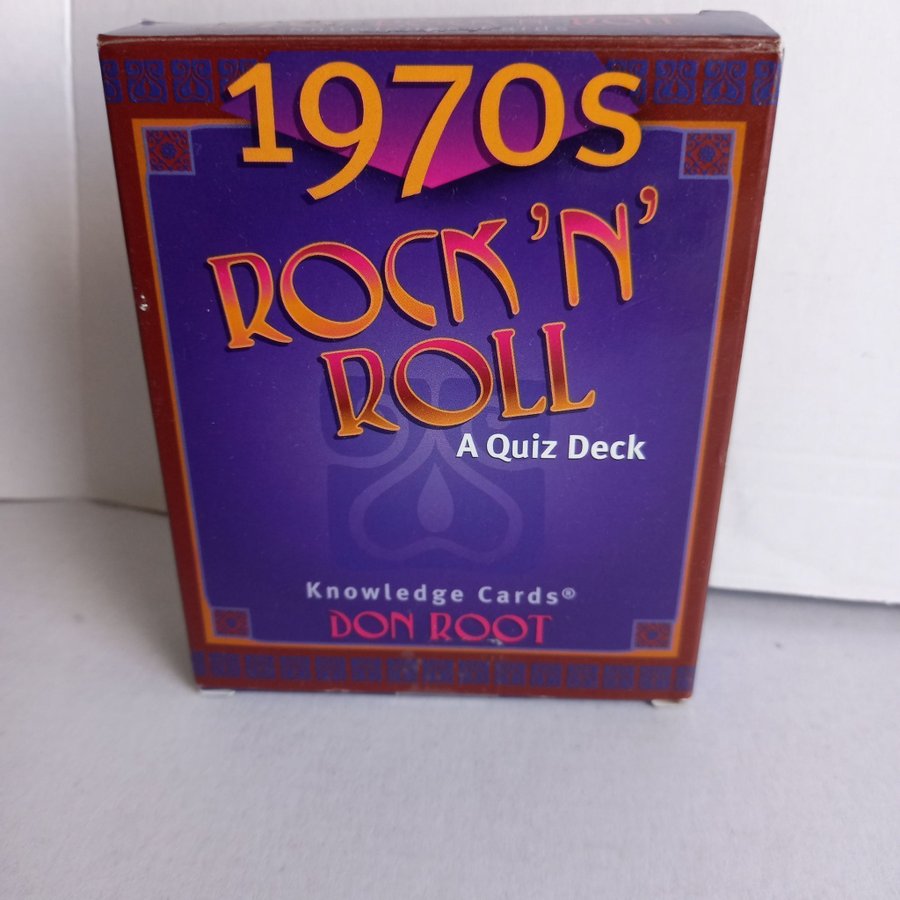 1970s
ROCK 'N'
ROLL
A Quiz Deck
Knowledge Cards®
DON ROOT